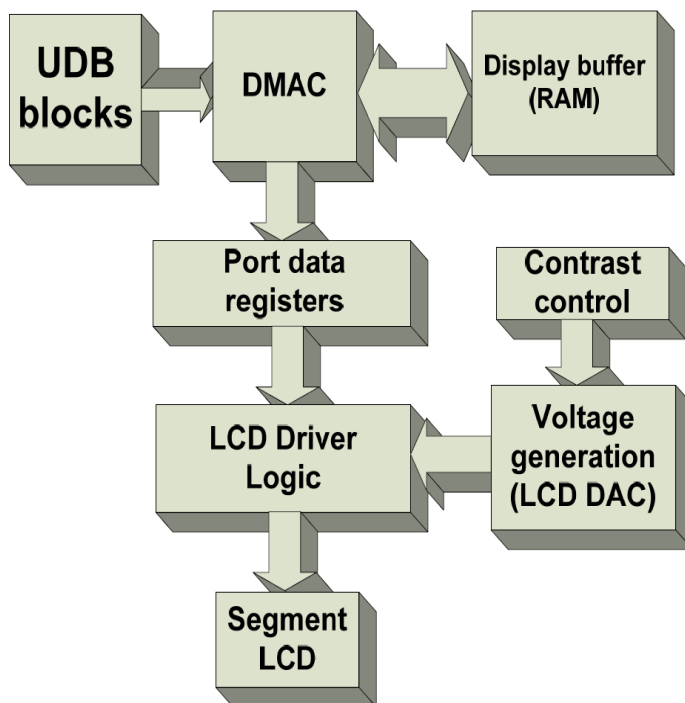 UDB
blocks
DMAC
Display buffer
(RAM)
Port data
registers
Contrast
control
LCD Driver
Logic
Voltage
generation
(LCD DAC)
Segment
LCD